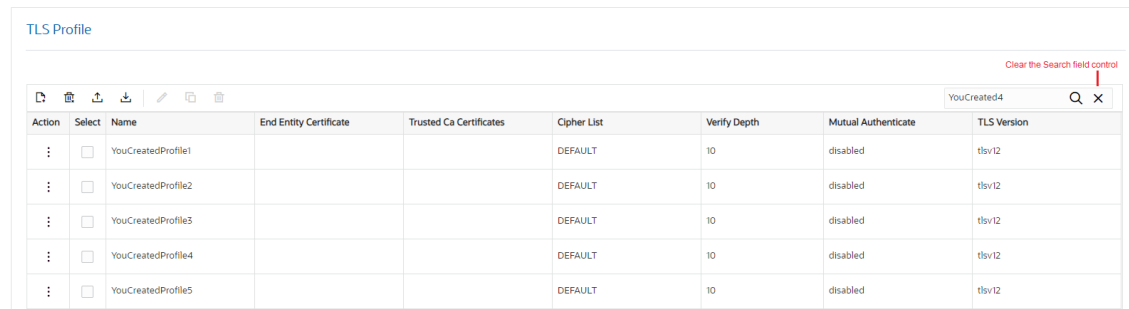 TLS Profile
Clear the Search field control
YouCreated4
Action Select Name End Entity Certificate Trusted Ca Certificates Cipher List Verify Depth Mutual Authenticate TLS Version
YouCreatedProfile1 DEFAULT 10 disabled tlsv12
YouCreatedProfile2 DEFAULT 10 disabled tlsv12
YouCreatedProfile3 DEFAULT 10 disabled tlsv12
YouCreatedProfile4 DEFAULT 10 disabled tlsv12
YouCreatedProfile5 DEFAULT 10 disabled tlsv12